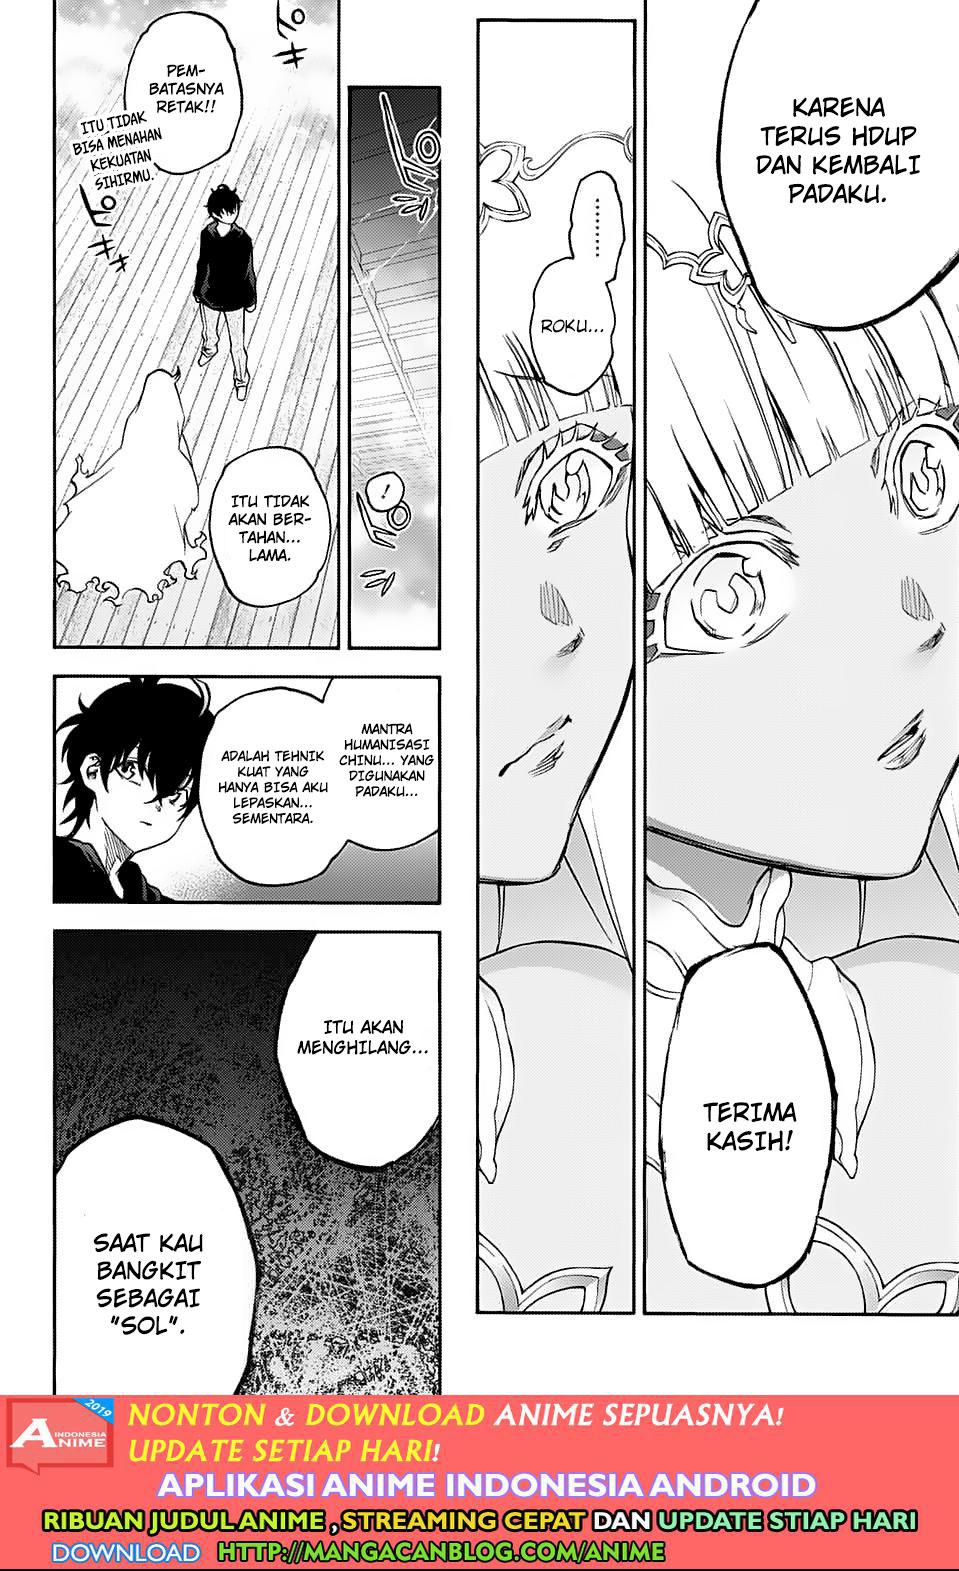 KARENA
TERUS HDUP
DAN KEMBALI
PADAKU.
TERIMA
KASIH!
.........
ROKU...
!
PEM-
BATASNYA
RETAK!!
ITU TIDAK
BISA MENAHAN
KEKUATAN
SIHIRMU.
ITU TIDAK
AKAN BER-
TAHAN...
LAMA.
MANTRA
HUMANISASI
CHINU... YANG
DIGUNAKAN
PADAKU...
ADALAH TEHNIK
KUAT YANG
HANYA BISA AKU
LEPASKAN...
SEMENTARA.
ITU AKAN
MENGHILANG...
SAAT KAU
BANGKIT
SEBAGAI
"SOL".
2019
A
INDONESIA
ANIME
NONTON & DOWNLOAD ANIME SEPUASNYA!
UPDATE SETIAP HARI!
APLIKASI ANIME INDONESIA ANDROID
RIBUAN JUDUL ANIME , STREAMING CEPAT DAN UPDATE STIAP HARI
DOWNLOAD HTTP://MANGACANBLOG.COM/ANIME